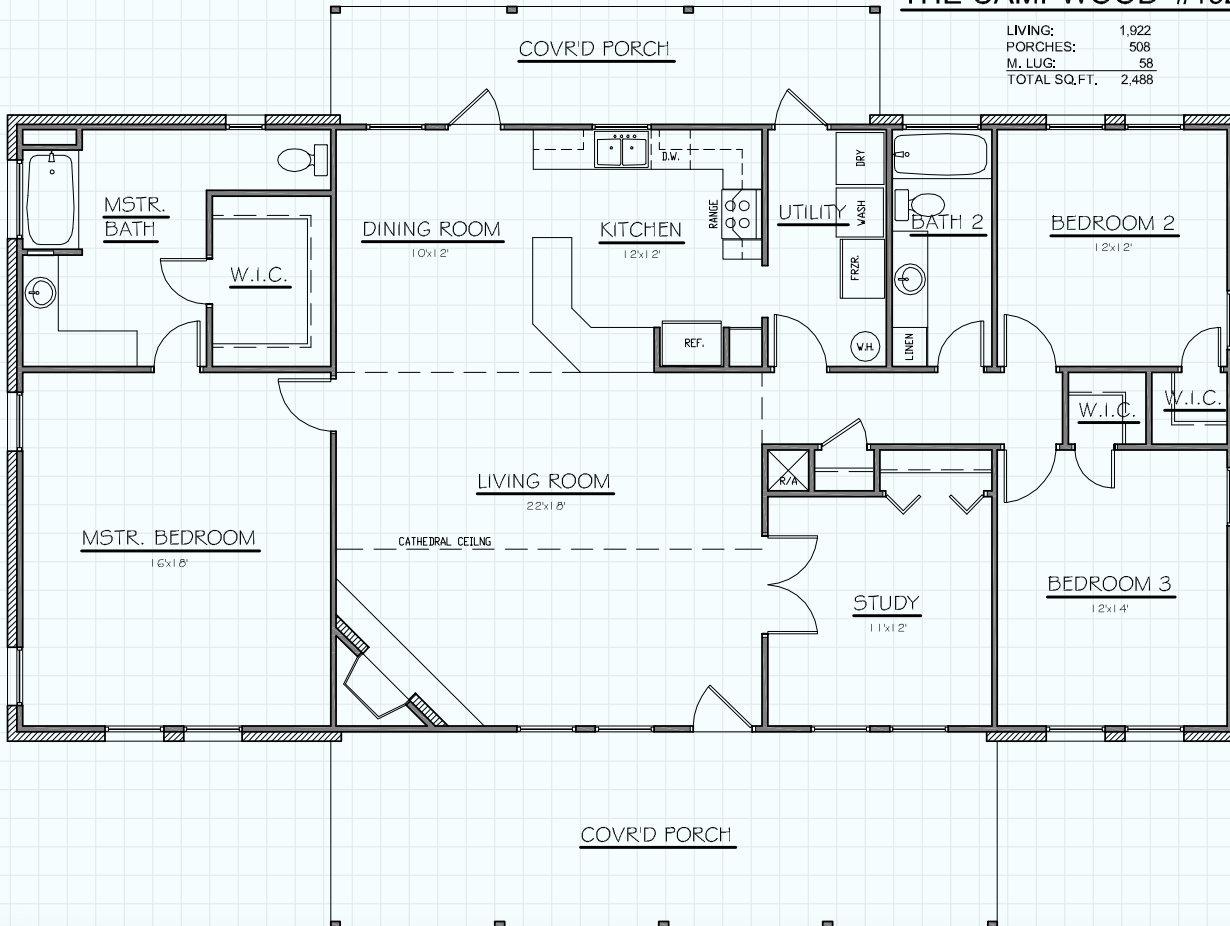 COVR'D PORCH
LIVING: 1,922
PORCHES: 508
M. LUG: 58
TOTAL SQ.FT. 2,488
MSTR.
BATH
W.I.C.
DINING ROOM
10'x12'
KITCHEN
12'x12'
D.W.
RANGE
REF.
UTILITY
DRY
WASH
FRZR.
W.H.
BATH 2
LINEN
BEDROOM 2
12'x12'
W.I.C.
W.I.C.
MSTR. BEDROOM
16'x18'
LIVING ROOM
22'x18'
CATHEDRAL CEILNG
R/A
STUDY
11'x12'
BEDROOM 3
12'x14'
COVR'D PORCH